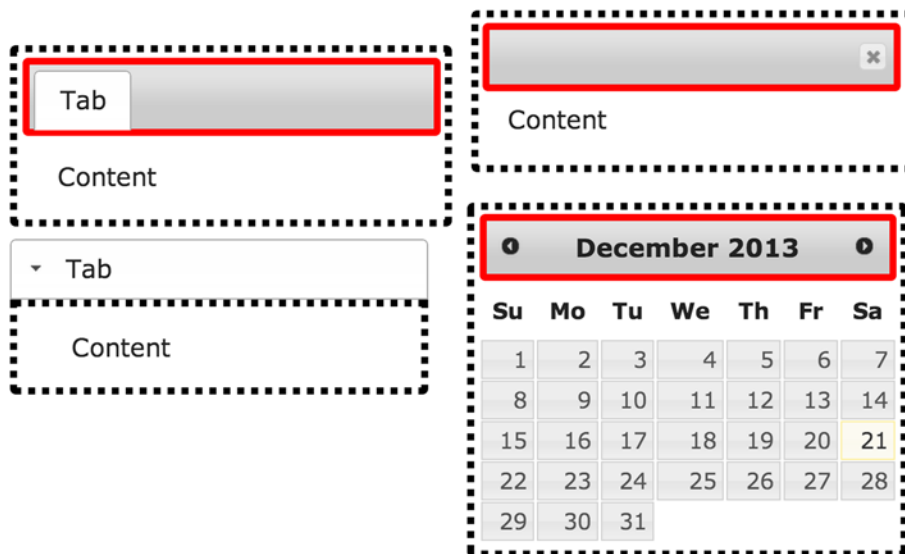 Tab
Content
Tab
Content
Content
December 2013
Su Mo Tu We Th Fr Sa
1 2 3 4 5 6 7
8 9 10 11 12 13 14
15 16 17 18 19 20 21
22 23 24 25 26 27 28
29 30 31